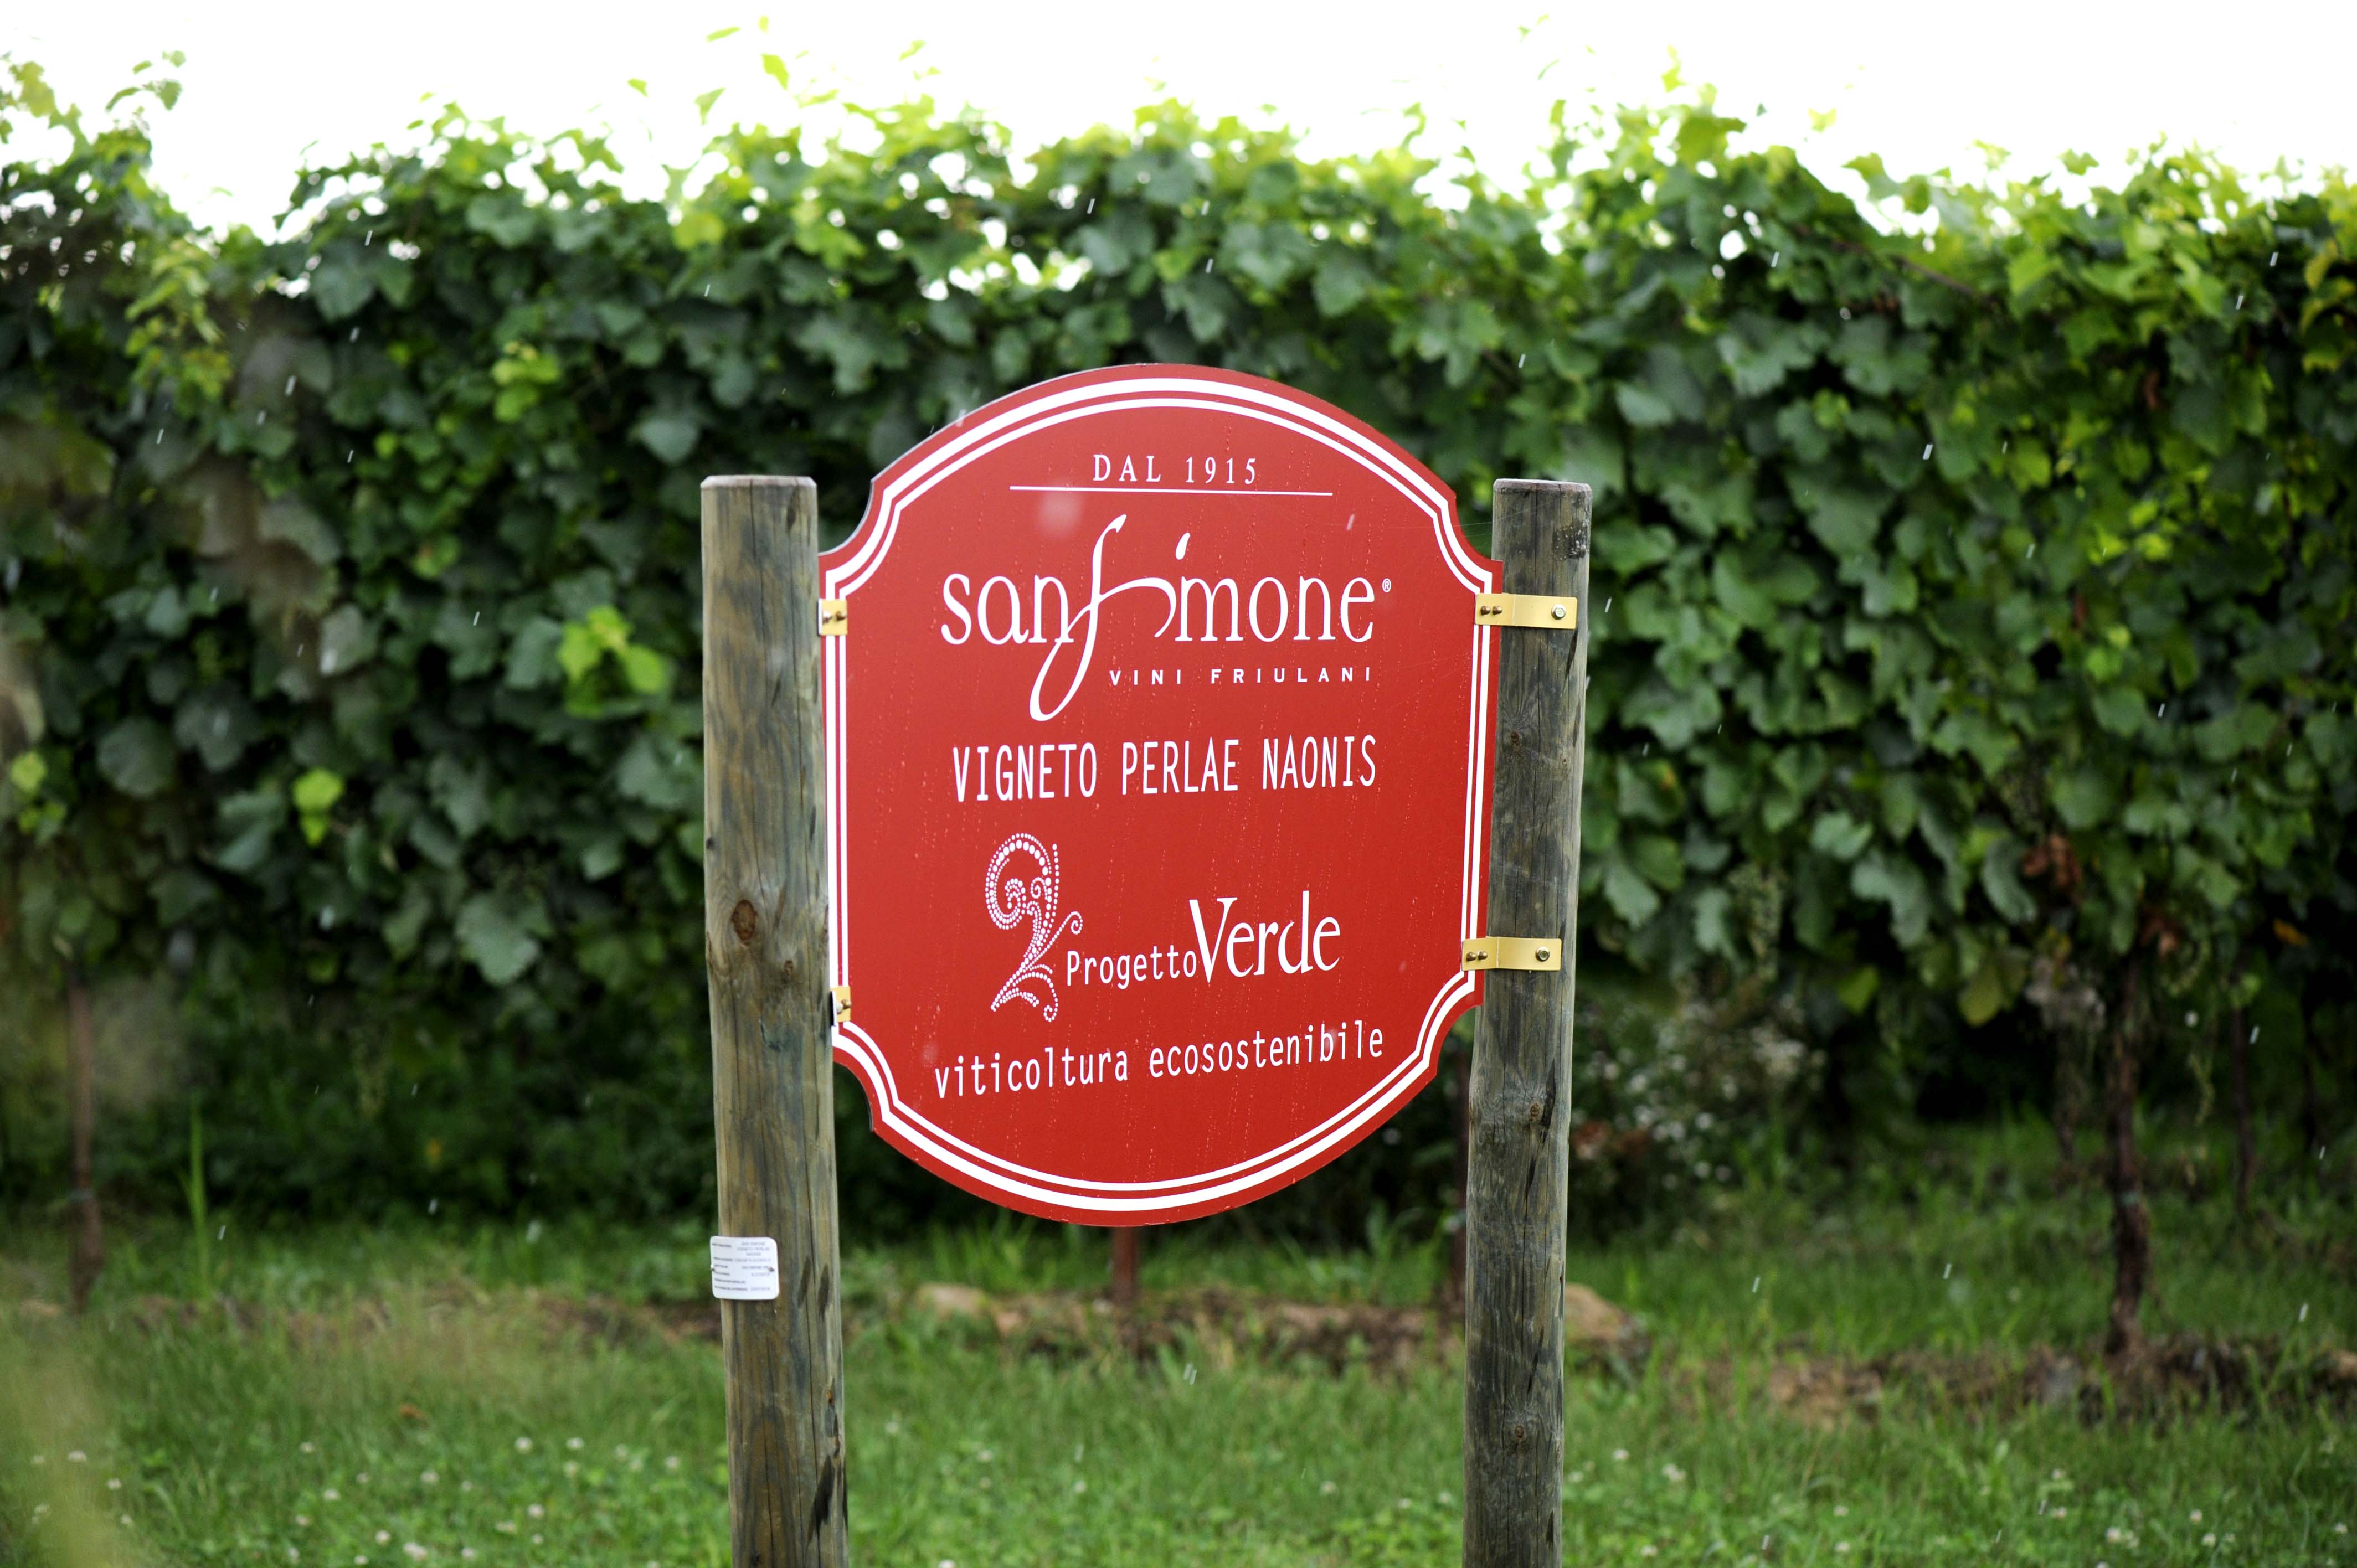 DAL 1915
sanSimone®
VINI FRIULANI
VIGNETO PERLAE NAONIS
ProgettoVerde
viticoltura ecosostenibile